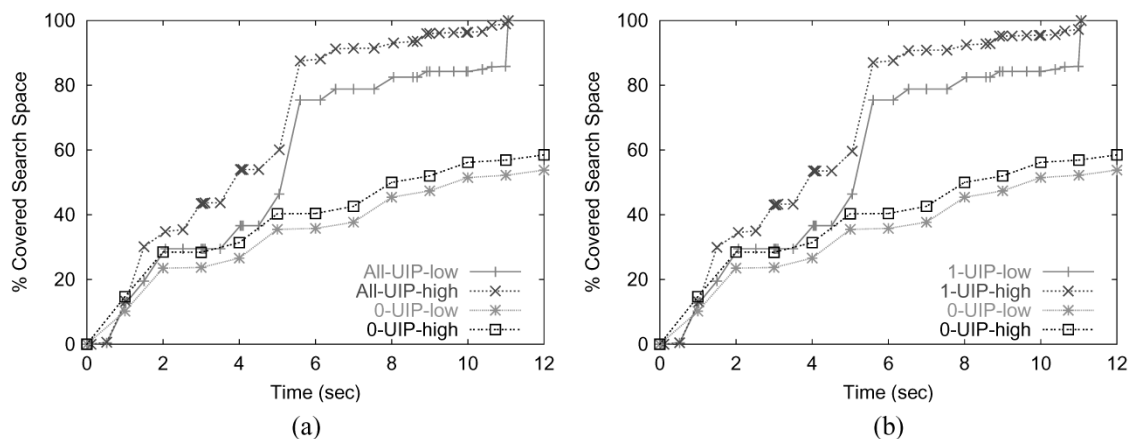 100
80
60
40
20
0
% Covered Search Space
All-UIP-low
All-UIP-high
0-UIP-low
0-UIP-high
0 2 4 6 8 10 12
Time (sec)
(a)
100
80
60
40
20
0
% Covered Search Space
1-UIP-low
1-UIP-high
0-UIP-low
0-UIP-high
0 2 4 6 8 10 12
Time (sec)
(b)